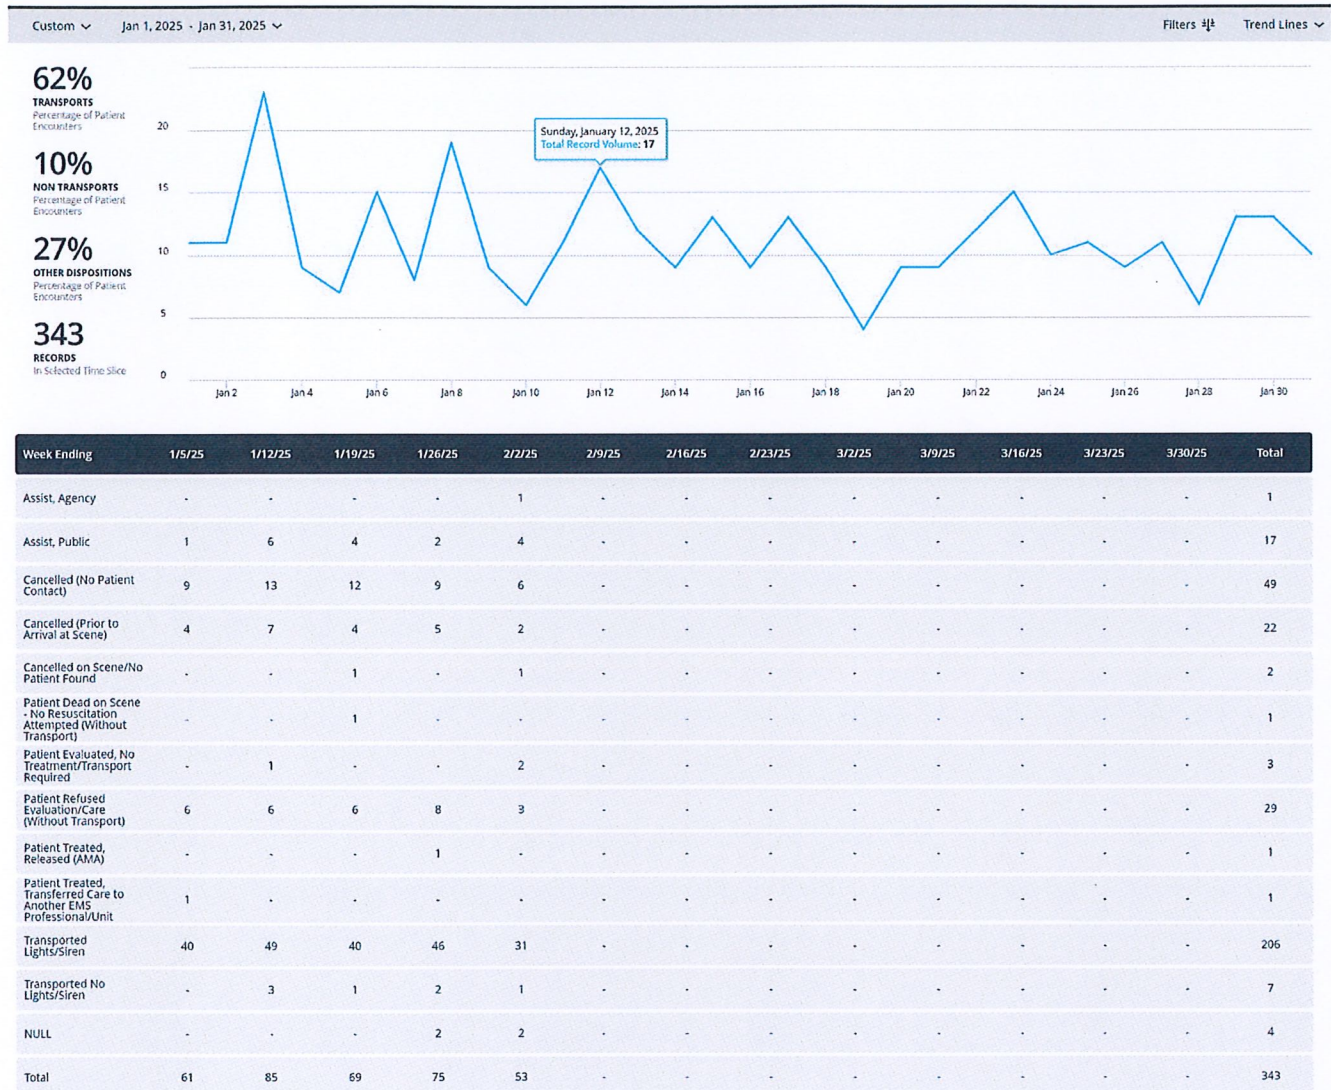 Custom Jan 1, 2025 - Jan 31, 2025 Filters Trend Lines
62%
TRANSPORTS
Percentage of Patient
Encounters
10%
NON TRANSPORTS
Percentage of Patient
Encounters
27%
OTHER DISPOSITIONS
Percentage of Patient
Encounters
343
RECORDS
In Selected Time Slice
20
15
10
5
0
Sunday, January 12, 2025
Total Record Volume: 17
Jan 2 Jan 4 Jan 6 Jan 8 Jan 10 Jan 12 Jan 14 Jan 16 Jan 18 Jan 20 Jan 22 Jan 24 Jan 26 Jan 28 Jan 30
Week Ending 1/5/25 1/12/25 1/19/25 1/26/25 2/2/25 2/9/25 2/16/25 2/23/25 3/2/25 3/9/25 3/16/25 3/23/25 3/30/25 Total
Assist, Agency - - - - 1 - - - - - - - - 1
Assist, Public 1 6 4 2 4 - - - - - - - - 17
Cancelled (No Patient
Contact) 9 13 12 9 6 - - - - - - - - 49
Cancelled (Prior to
Arrival at Scene) 4 7 4 5 2 - - - - - - - - 22
Cancelled on Scene/No
Patient Found - - 1 - 1 - - - - - - - - 2
Patient Dead on Scene
- No Resuscitation
Attempted (Without
Transport) - - 1 - - - - - - - - - - 1
Patient Evaluated, No
Treatment/Transport
Required - 1 - - 2 - - - - - - - - 3
Patient Refused
Evaluation/Care
(Without Transport) 6 6 6 8 3 - - - - - - - - 29
Patient Treated,
Released (AMA) - - - 1 - - - - - - - - - 1
Patient Treated,
Transferred Care to
Another EMS
Professional/Unit 1 - - - - - - - - - - - - 1
Transported
Lights/Siren 40 49 40 46 31 - - - - - - - - 206
Transported No
Lights/Siren - 3 1 2 1 - - - - - - - - 7
NULL - - - 2 2 - - - - - - - - 4
Total 61 85 69 75 53 - - - - - - - - 343